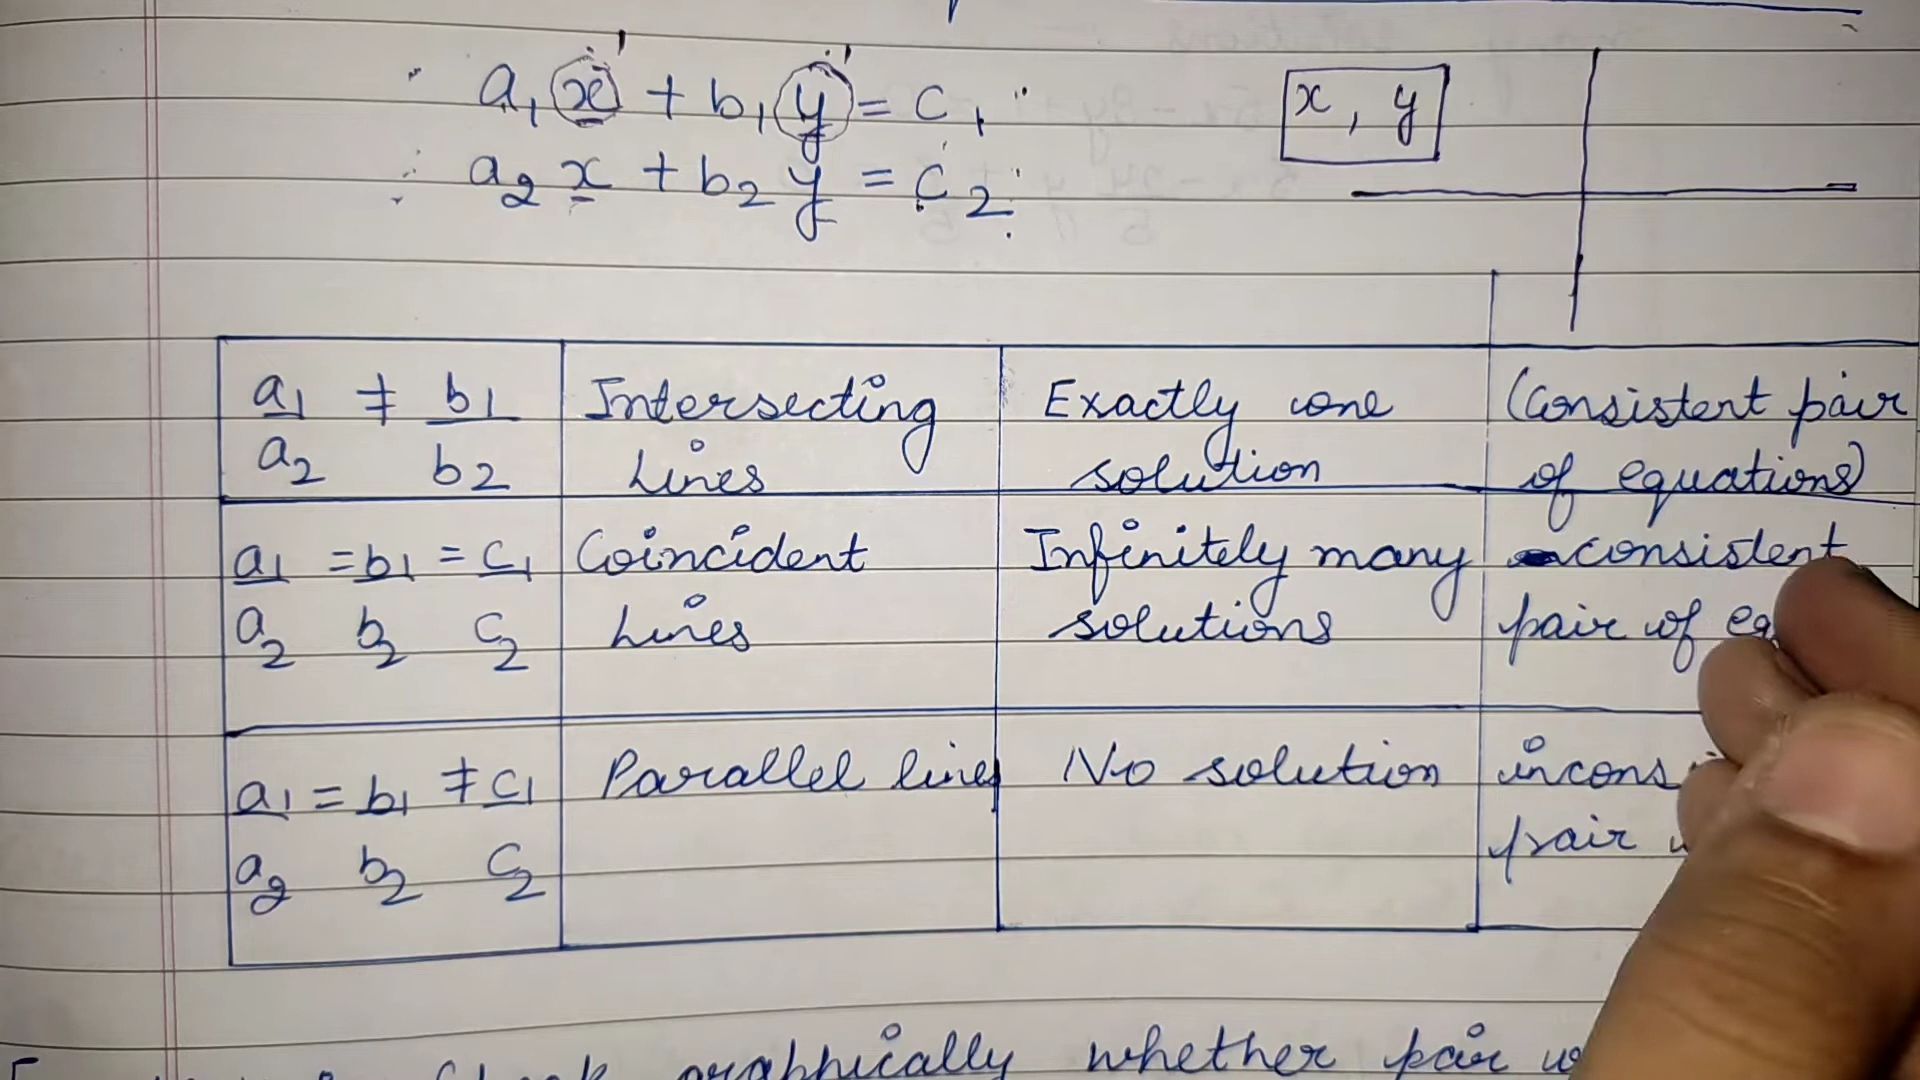 a₁x + b₁y = c₁
a₂x + b₂y = c₂
x, y
a₁ ≠ b₁ Intersecting Exactly one (Consistent pair
a₂ b₂ Lines solution of equations)
a₁ = b₁ = c₁ Coincident Infinitely many consistent
a₂ b₂ c₂ Lines solutions pair of
a₁ = b₁ ≠ c₁ Parallel lines No solution
a₂ b₂ c₂ pair
graphically whether pair